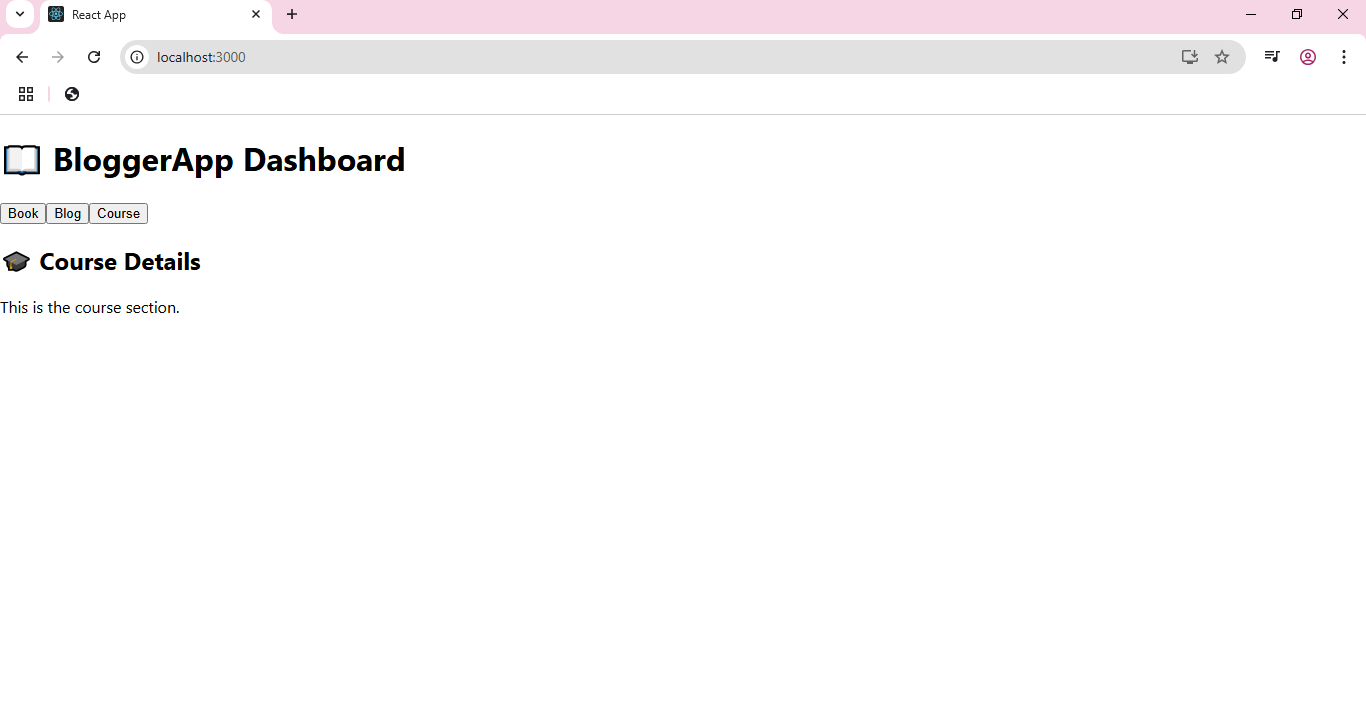 React App
localhost:3000
📖 BloggerApp Dashboard
Book Blog Course
🎓 Course Details
This is the course section.